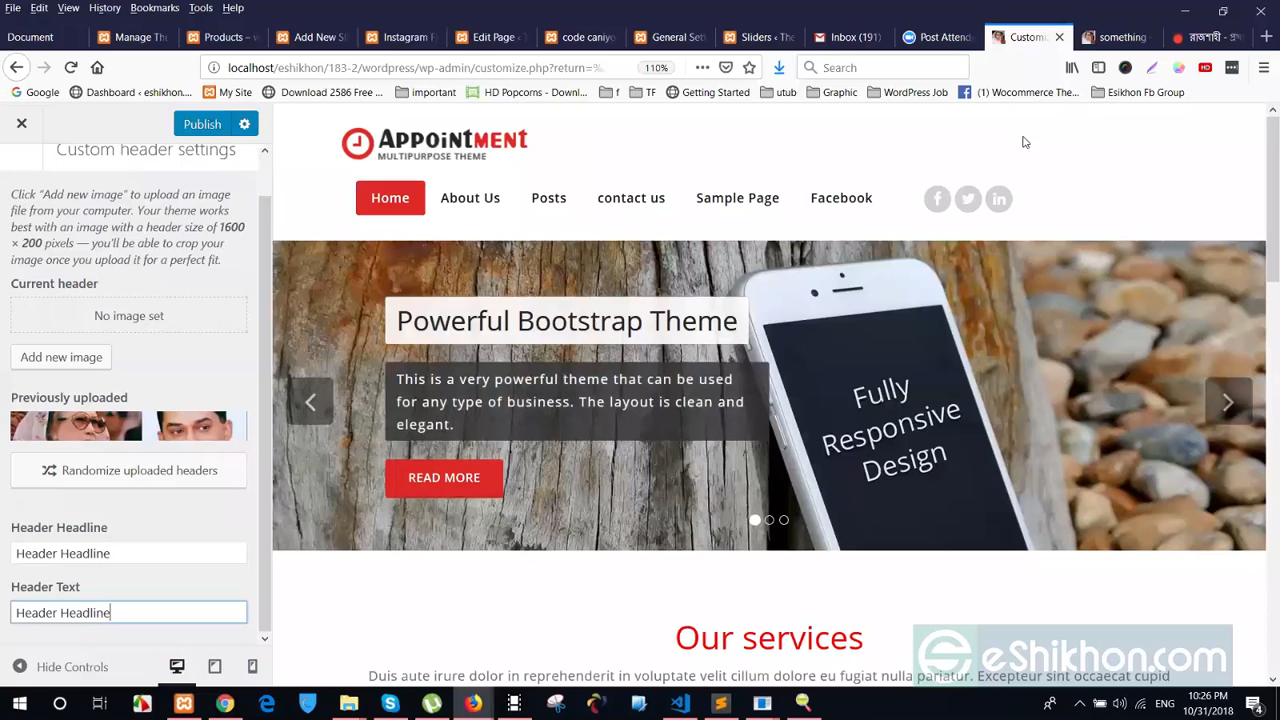 File Edit View History Bookmarks Tools Help
Document Manage The Products – w Add New S Instagram F Edit Page ‹ code caniyo General Set Sliders ‹ The Inbox (191) Post Attend Customi something রাজশাহী
localhost/eshikhon/183-2/wordpress/wp-admin/customize.php?return=% 110% Search
Google Dashboard ‹ eshikhon... My Site Download 2586 Free ... important HD Popcorns - Downl... f TF Getting Started utub Graphic WordPress Job (1) Wocommerce The... Esikhon Fb Group
Publish
Custom header settings
Click “Add new image” to upload an image
file from your computer. Your theme works
best with an image with a header size of 1600
× 200 pixels — you’ll be able to crop your
image once you upload it for a perfect fit.
Current header
No image set
Add new image
Previously uploaded
Randomize uploaded headers
Header Headline
Header Headline
Header Text
Header Headline
Hide Controls
APPOINTMENT
MULTIPURPOSE THEME
Home About Us Posts contact us Sample Page Facebook
Powerful Bootstrap Theme
This is a very powerful theme that can be used
for any type of business. The layout is clean and
elegant.
READ MORE
Fully
Responsive
Design
Our services
eShikhon.com
Duis aute irure dolor in reprehenderit in voluptate velit cillum dolore eu fugiat nulla pariatur. Excepteur sint occaecat cupid
10:26 PM
10/31/2018